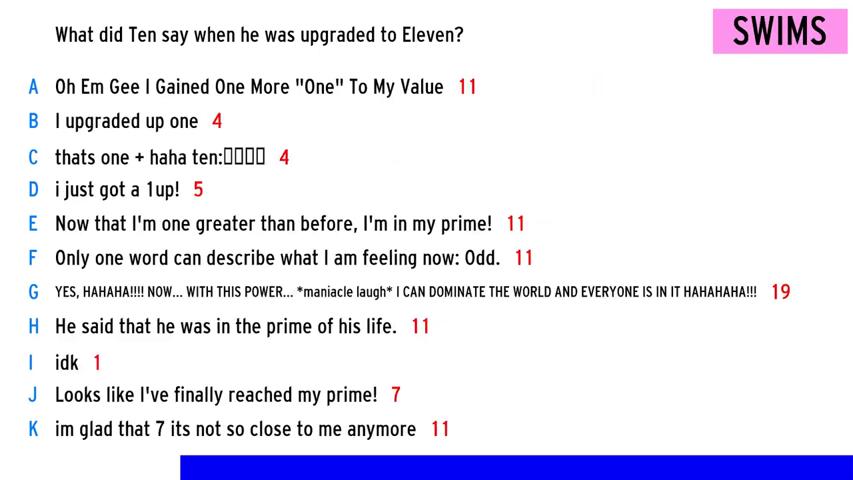 What did Ten say when he was upgraded to Eleven?
SWIMS
A Oh Em Gee I Gained One More "One" To My Value 11
B I upgraded up one 4
C thats one + haha ten:▯▯▯▯ 4
D i just got a 1up! 5
E Now that I'm one greater than before, I'm in my prime! 11
F Only one word can describe what I am feeling now: Odd. 11
G YES, HAHAHA!!!! NOW... WITH THIS POWER... *maniacle laugh* I CAN DOMINATE THE WORLD AND EVERYONE IS IN IT HAHAHAHA!!! 19
H He said that he was in the prime of his life. 11
I idk 1
J Looks like I've finally reached my prime! 7
K im glad that 7 its not so close to me anymore 11